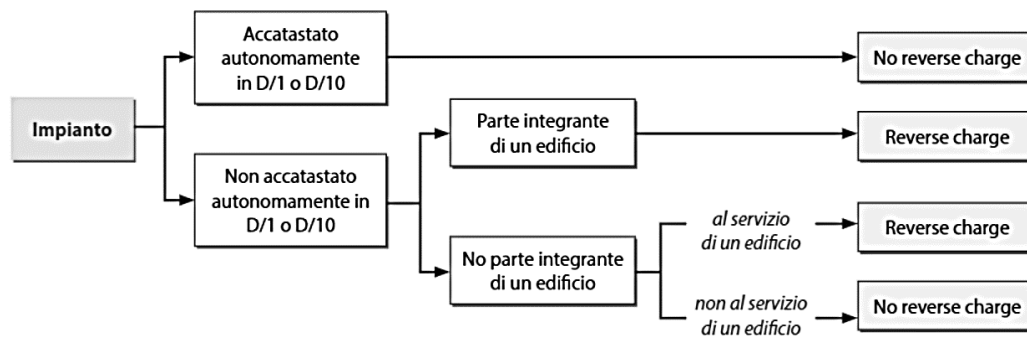 Impianto
Accatastato
autonomamente
in D/1 o D/10
No reverse charge
Non accatastato
autonomamente in
D/1 o D/10
Parte integrante
di un edificio
Reverse charge
No parte integrante
di un edificio
al servizio
di un edificio
Reverse charge
non al servizio
di un edificio
No reverse charge